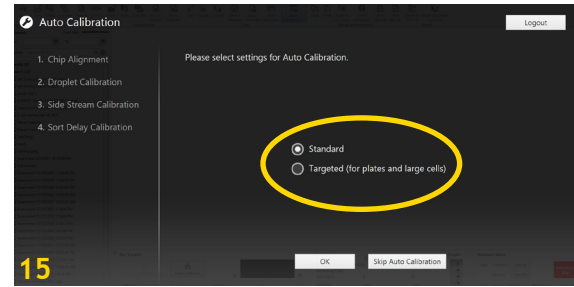 Auto Calibration
Logout
Please select settings for Auto Calibration.
1. Chip Alignment
2. Droplet Calibration
3. Side Stream Calibration
4. Sort Delay Calibration
Standard
Targeted (for plates and large cells)
OK
Skip Auto Calibration
15